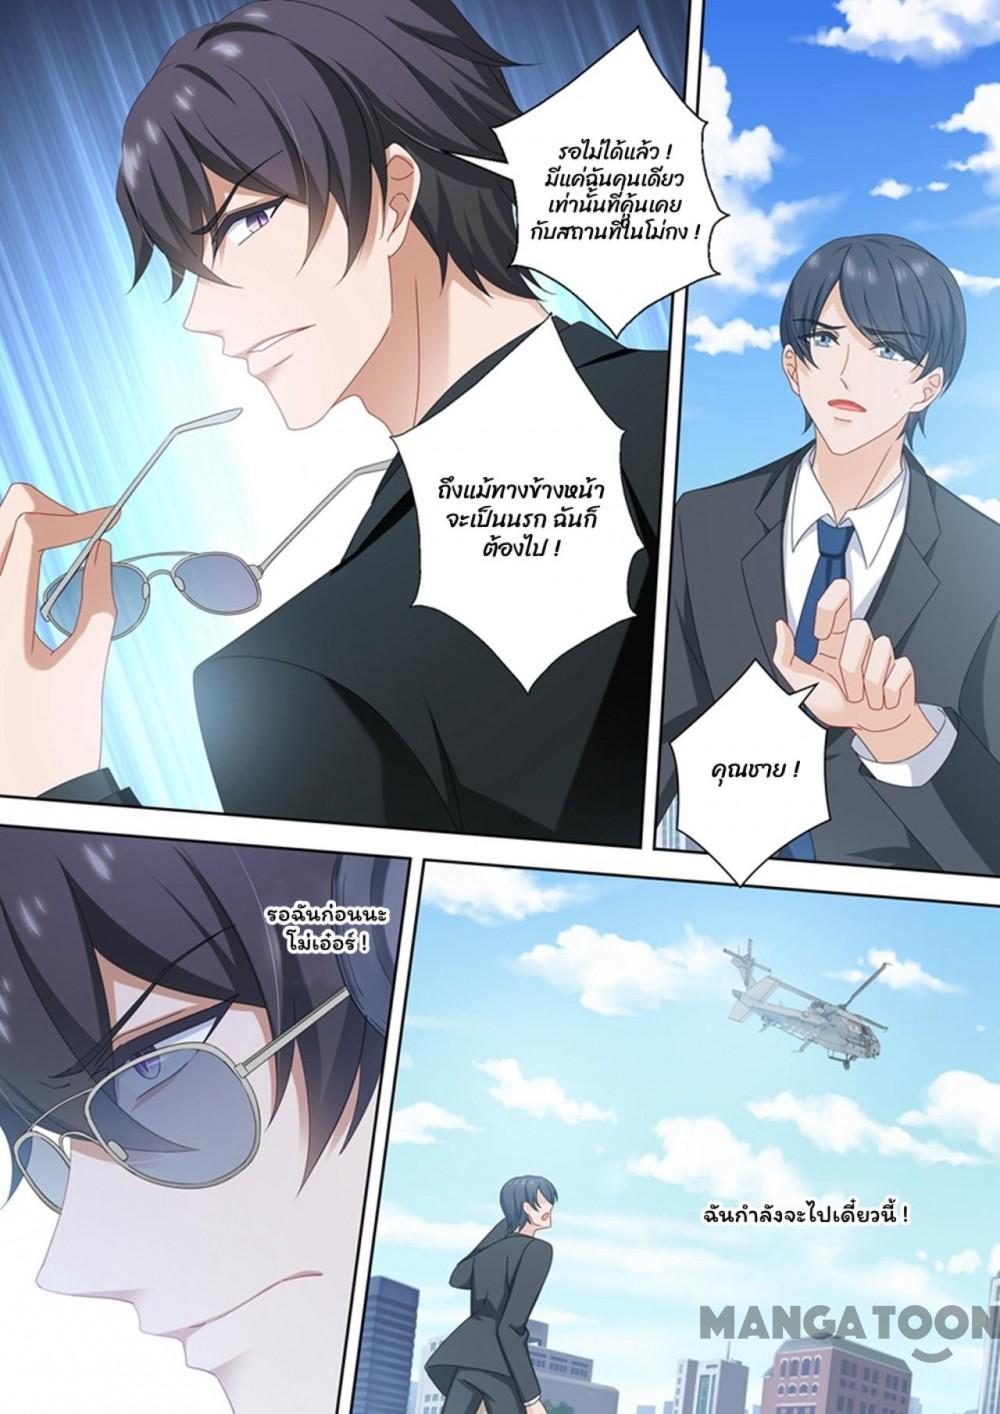 รอไม่ได้แล้ว !
มีแค่ฉันคนเดียว
เท่านั้นที่คุ้นเคย
กับสถานที่ในโม่กง !
ถึงแม้ทางข้างหน้า
จะเป็นนรก ฉันก็
ต้องไป !
คุณชาย !
รอฉันก่อนนะ
โม่เอ๋อร์ !
ฉันกำลังจะไปเดี๋ยวนี้ !
MANGATOON